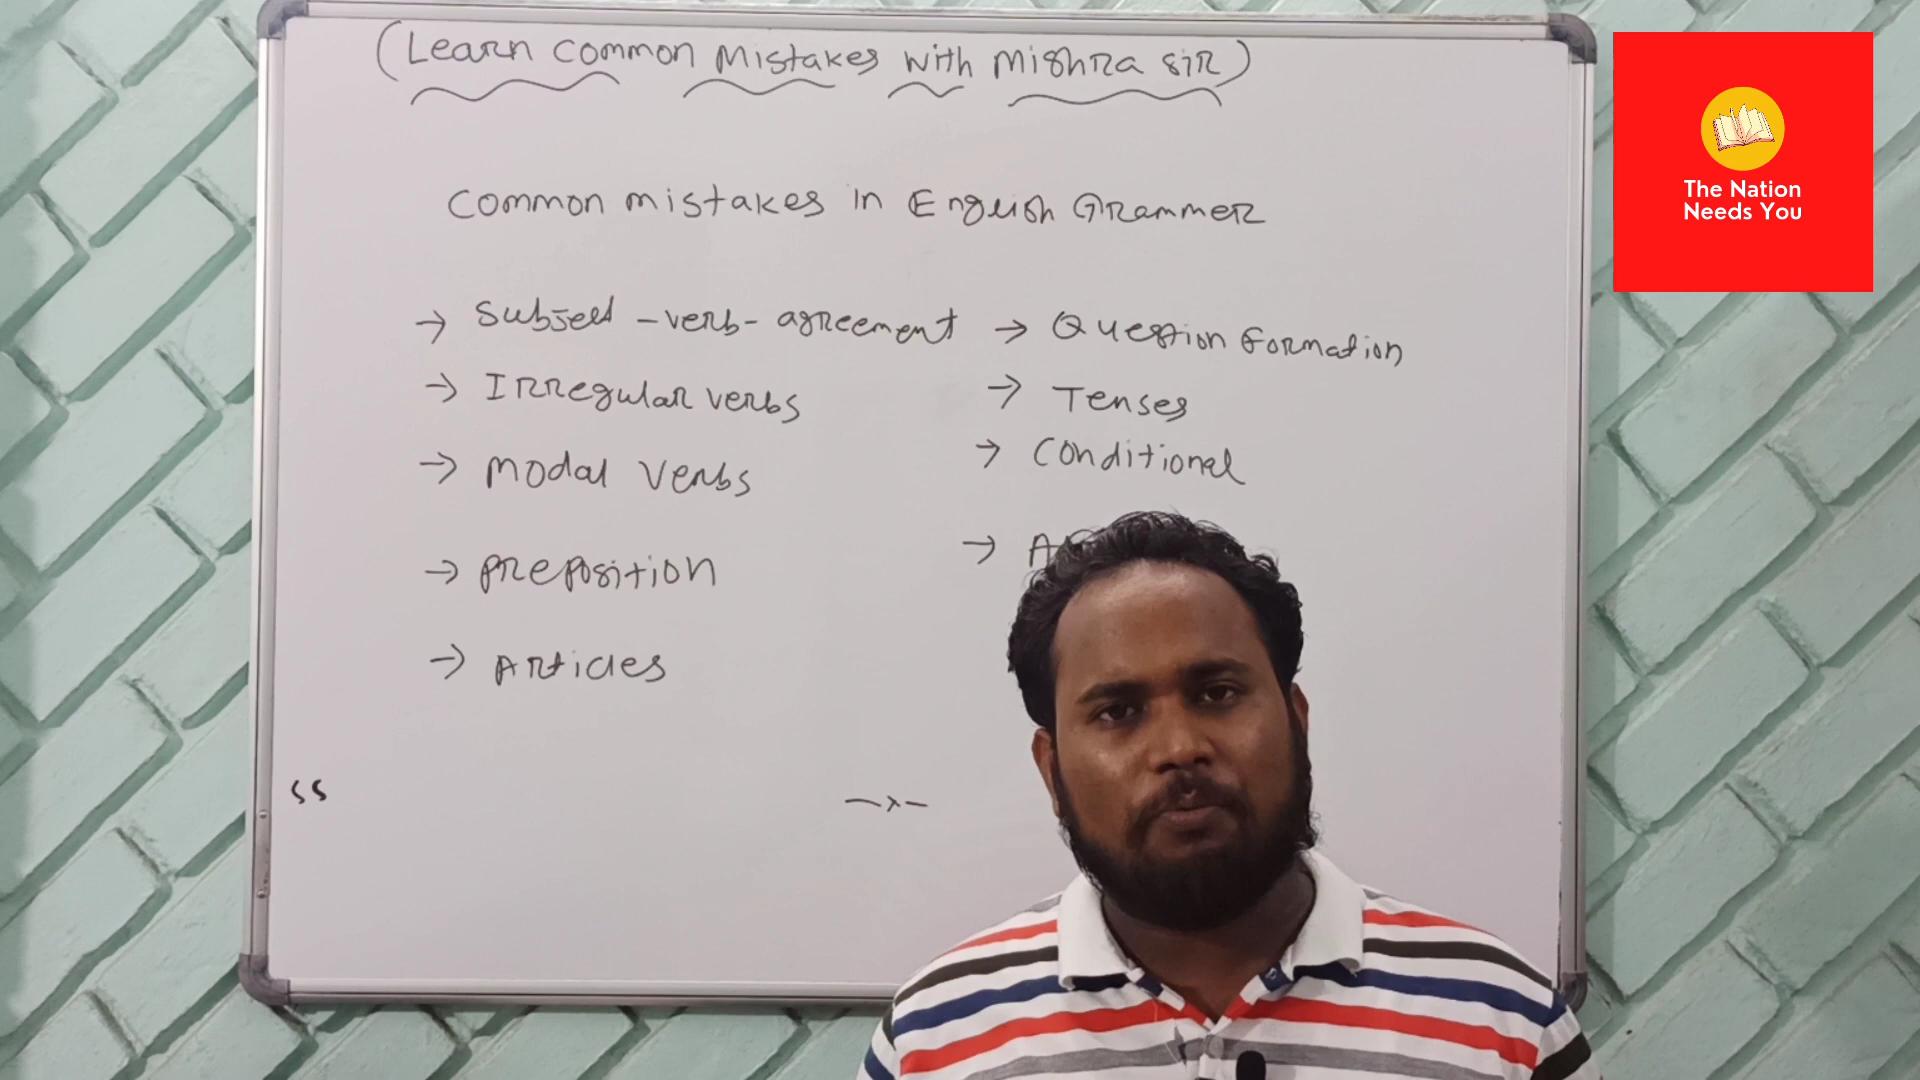 (Learn common mistakes with mishra sir)
common mistakes in English Grammer
→ Subject -verb- agreement
→ Irregular verbs
→ modal verbs
→ preposition
→ Articles
→ Question formation
→ Tenses
→ Conditional
→
The Nation
Needs You